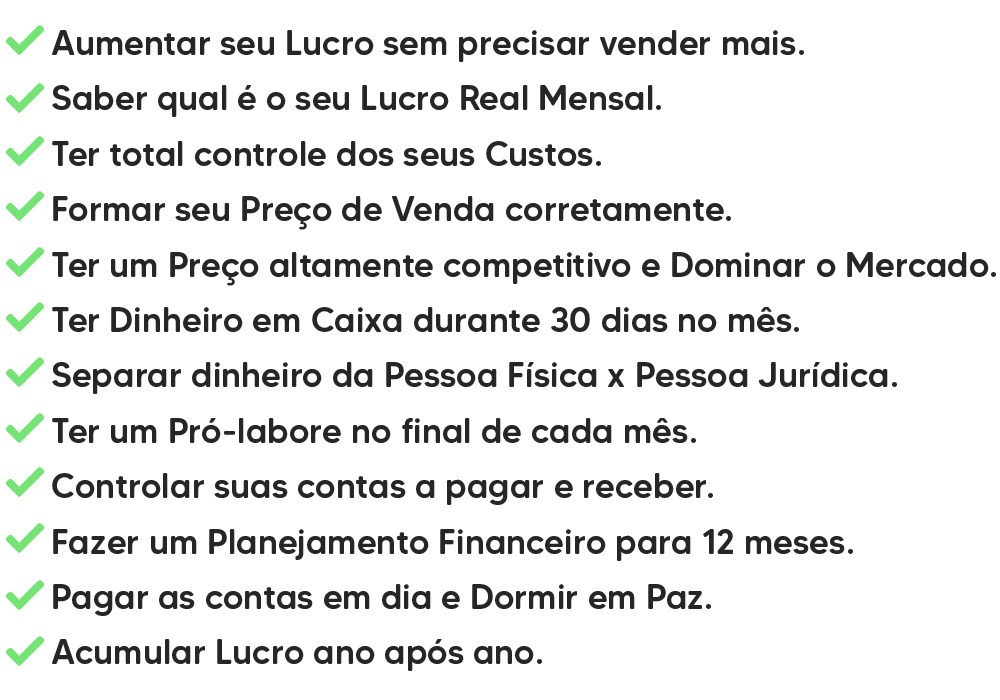 Aumentar seu Lucro sem precisar vender mais.
Saber qual é o seu Lucro Real Mensal.
Ter total controle dos seus Custos.
Formar seu Preço de Venda corretamente.
Ter um Preço altamente competitivo e Dominar o Mercado.
Ter Dinheiro em Caixa durante 30 dias no mês.
Separar dinheiro da Pessoa Física x Pessoa Jurídica.
Ter um Pró-labore no final de cada mês.
Controlar suas contas a pagar e receber.
Fazer um Planejamento Financeiro para 12 meses.
Pagar as contas em dia e Dormir em Paz.
Acumular Lucro ano após ano.